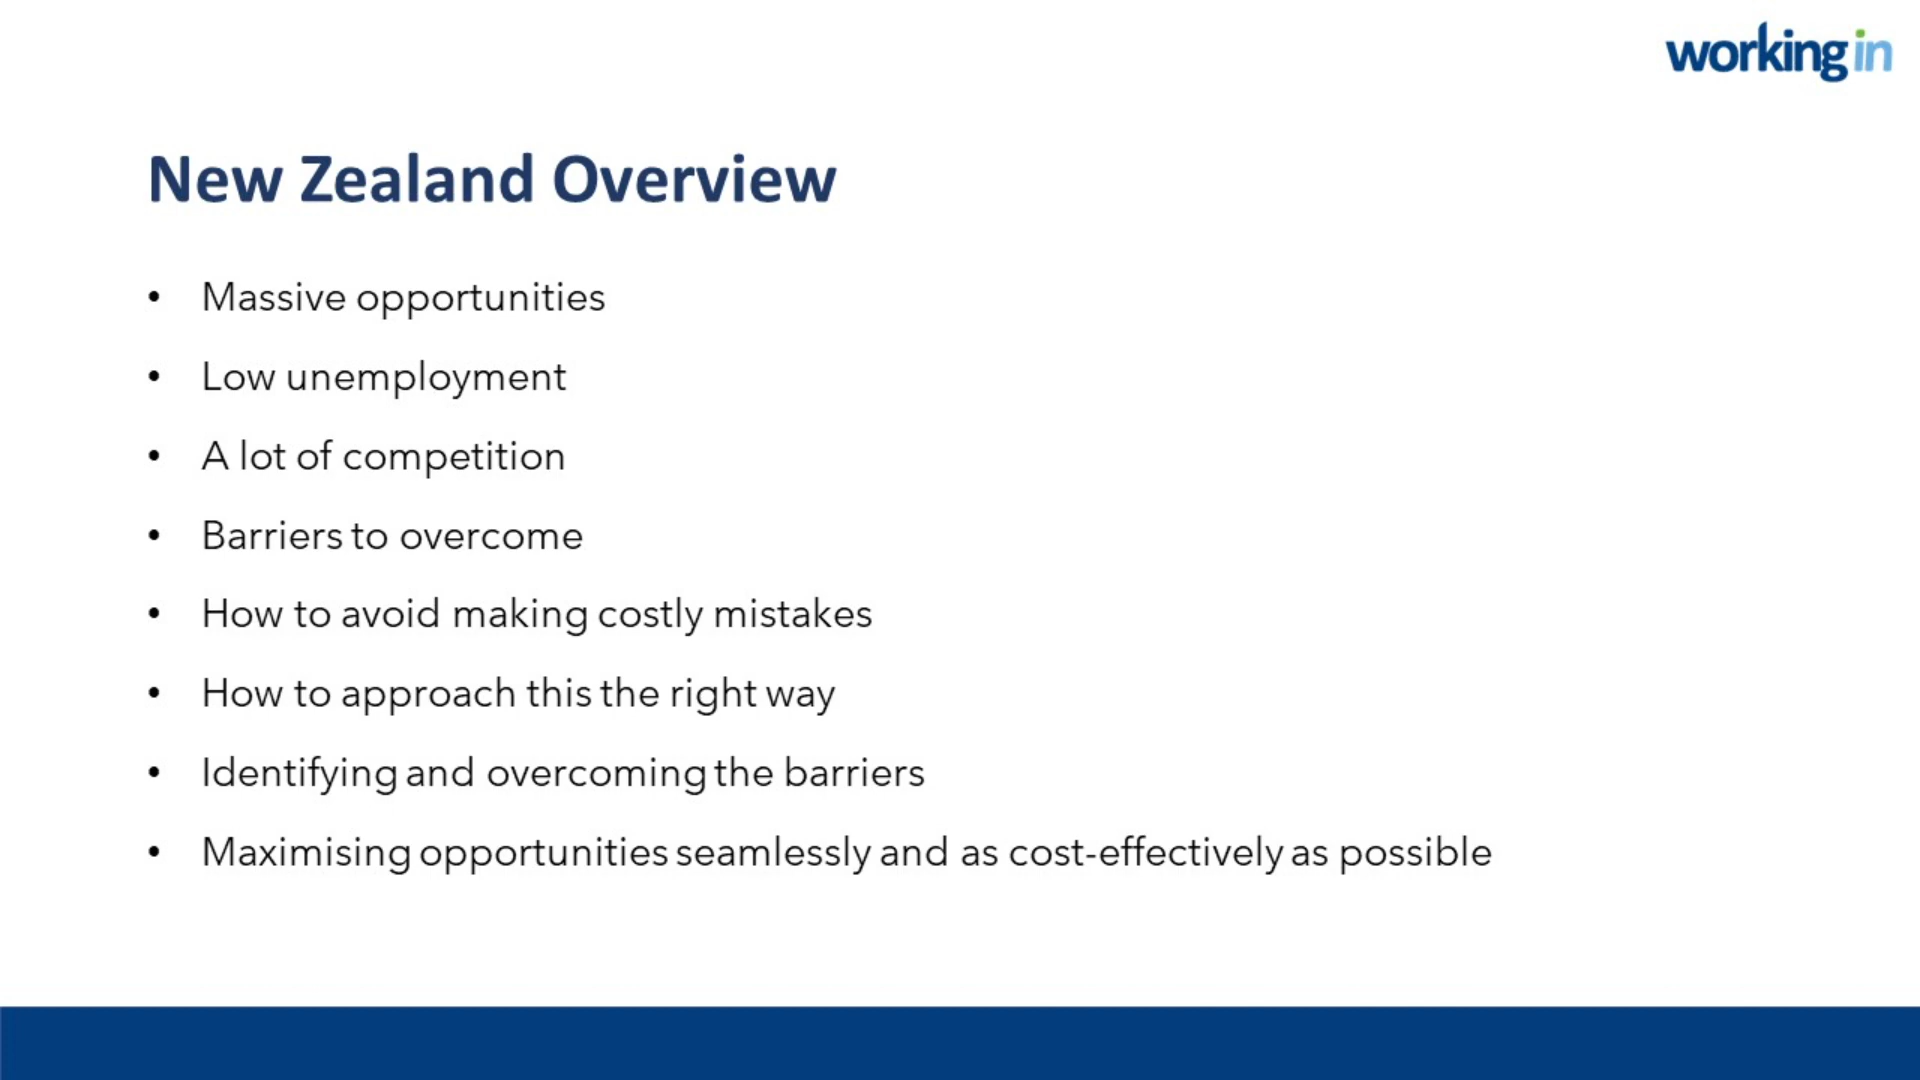 workingin
New Zealand Overview
• Massive opportunities
• Low unemployment
• A lot of competition
• Barriers to overcome
• How to avoid making costly mistakes
• How to approach this the right way
• Identifying and overcoming the barriers
• Maximising opportunities seamlessly and as cost-effectively as possible